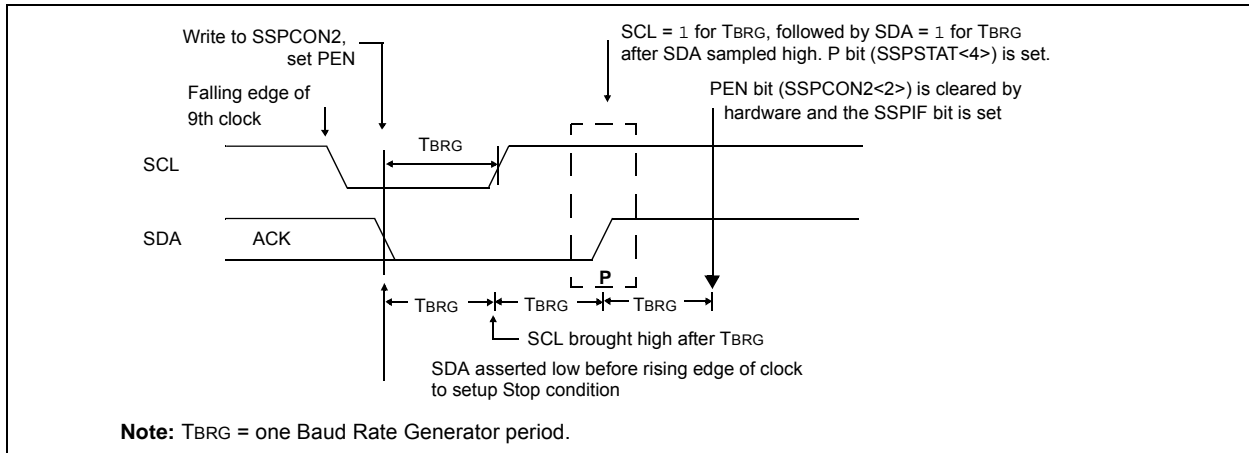 Write to SSPCON2,
set PEN
SCL = 1 for TBRG, followed by SDA = 1 for TBRG
after SDA sampled high. P bit (SSPSTAT<4>) is set.
Falling edge of
9th clock
PEN bit (SSPCON2<2>) is cleared by
hardware and the SSPIF bit is set
TBRG
SCL
SDA
ACK
P
TBRG
TBRG
TBRG
SCL brought high after TBRG
SDA asserted low before rising edge of clock
to setup Stop condition
Note: TBRG = one Baud Rate Generator period.